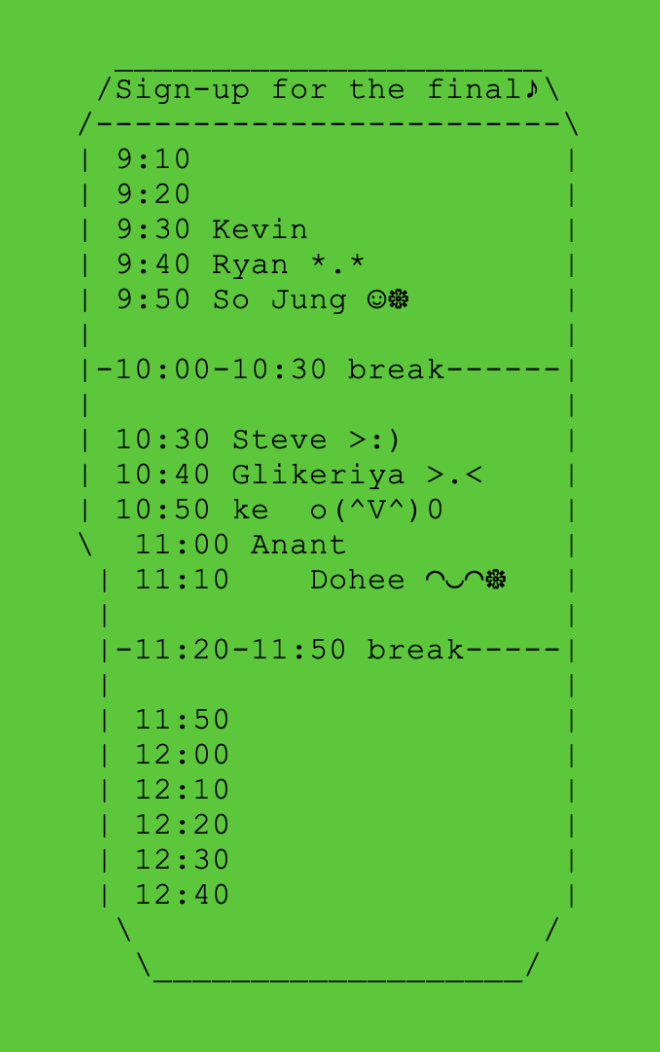 ______________________
/Sign-up for the final♪\
/------------------------\
| 9:10 |
| 9:20 |
| 9:30 Kevin |
| 9:40 Ryan *.* |
| 9:50 So Jung ☺❁ |
| |
|-10:00-10:30 break------|
| |
| 10:30 Steve >:) |
| 10:40 Glikeriya >.< |
| 10:50 ke  o(^V^)0 |
\  11:00 Anant |
| 11:10    Dohee ◠◡◠❁ |
| |
|-11:20-11:50 break-----|
| |
| 11:50 |
| 12:00 |
| 12:10 |
| 12:20 |
| 12:30 |
| 12:40 |
\ /
\___________________/